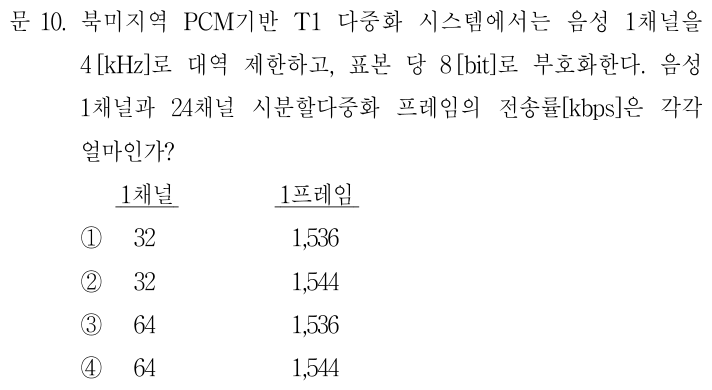 문 10. 북미지역 PCM기반 T1 다중화 시스템에서는 음성 1채널을
4[kHz]로 대역 제한하고, 표본 당 8[bit]로 부호화한다. 음성
1채널과 24채널 시분할다중화 프레임의 전송률[kbps]은 각각
얼마인가?
1채널 1프레임
① 32 1,536
② 32 1,544
③ 64 1,536
④ 64 1,544